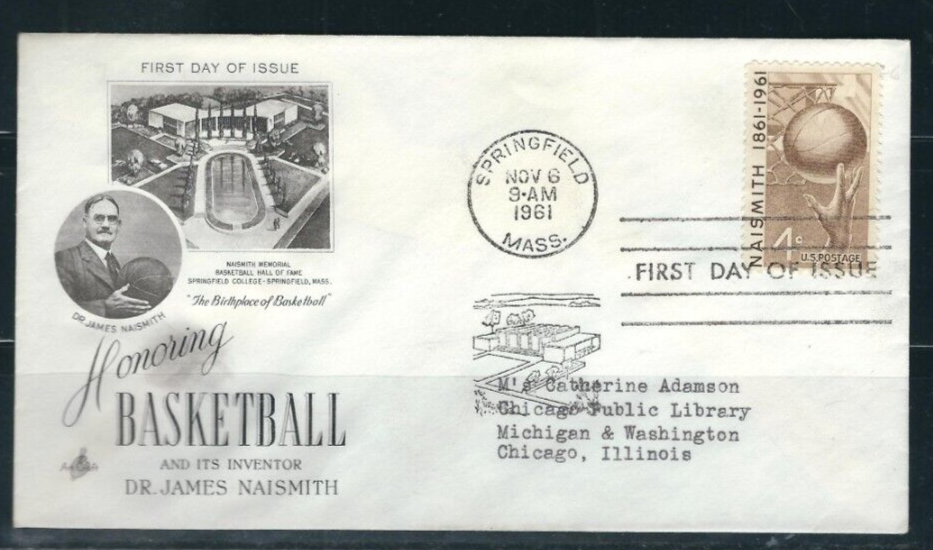 FIRST DAY OF ISSUE
NAISMITH MEMORIAL
BASKETBALL HALL OF FAME
SPRINGFIELD COLLEGE-SPRINGFIELD, MASS.
"The Birthplace of Basketball"
DR. JAMES NAISMITH
Honoring
BASKETBALL
AND ITS INVENTOR
DR. JAMES NAISMITH
ArtCraft
SPRINGFIELD
NOV 6
9-AM
1961
MASS.
NAISMITH 1861-1961
4¢
U.S. POSTAGE
FIRST DAY OF ISSUE
M's Catherine Adamson
Chicago Public Library
Michigan & Washington
Chicago, Illinois